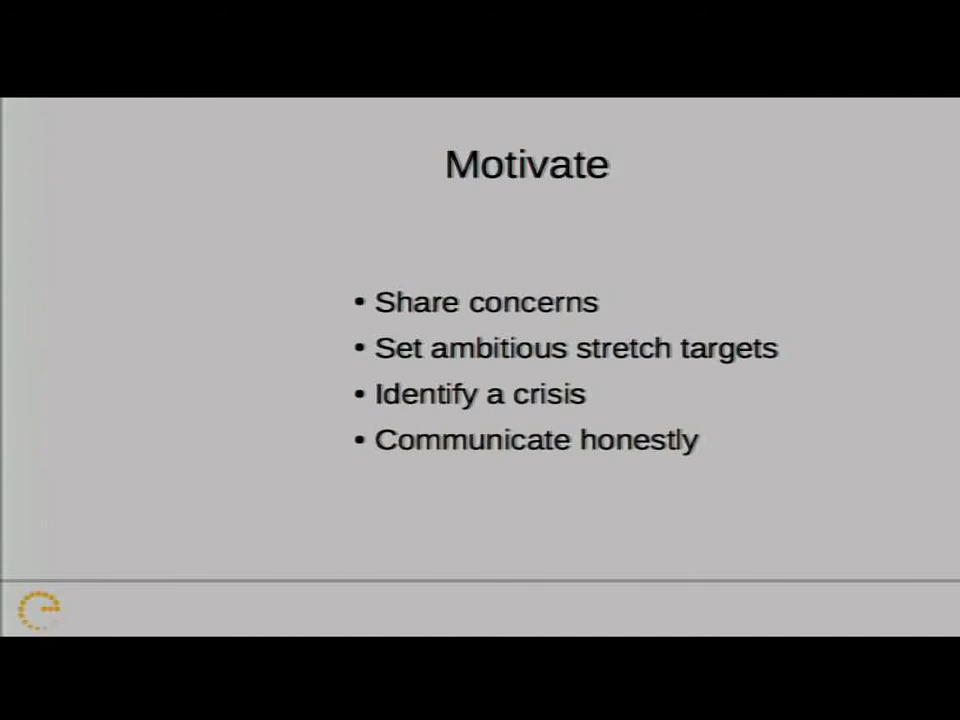 Motivate
• Share concerns
• Set ambitious stretch targets
• Identify a crisis
• Communicate honestly